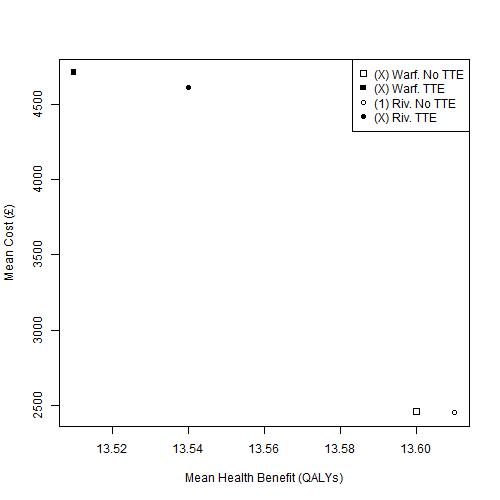 (X) Warf. No TTE
(X) Warf. TTE
(1) Riv. No TTE
(X) Riv. TTE
Mean Cost (£)
4500
4000
3500
3000
2500
13.52 13.54 13.56 13.58 13.60
Mean Health Benefit (QALYs)